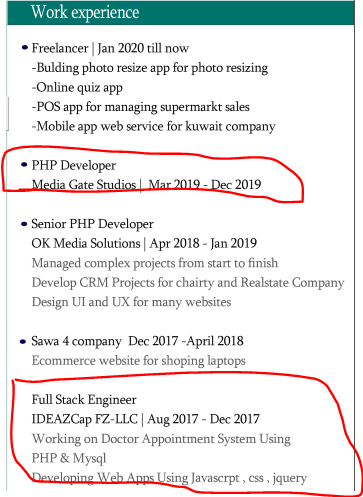 Work experience
Freelancer | Jan 2020 till now
-Bulding photo resize app for photo resizing
-Online quiz app
-POS app for managing supermarkt sales
-Mobile app web service for kuwait company
PHP Developer
Media Gate Studios | Mar 2019 - Dec 2019
Senior PHP Developer
OK Media Solutions | Apr 2018 - Jan 2019
Managed complex projects from start to finish
Develop CRM Projects for chairty and Realstate Company
Design UI and UX for many websites
Sawa 4 company Dec 2017 -April 2018
Ecommerce website for shoping laptops
Full Stack Engineer
IDEAZCap FZ-LLC | Aug 2017 - Dec 2017
Working on Doctor Appointment System Using
PHP & Mysql
Developing Web Apps Using Javascrpt , css , jquery